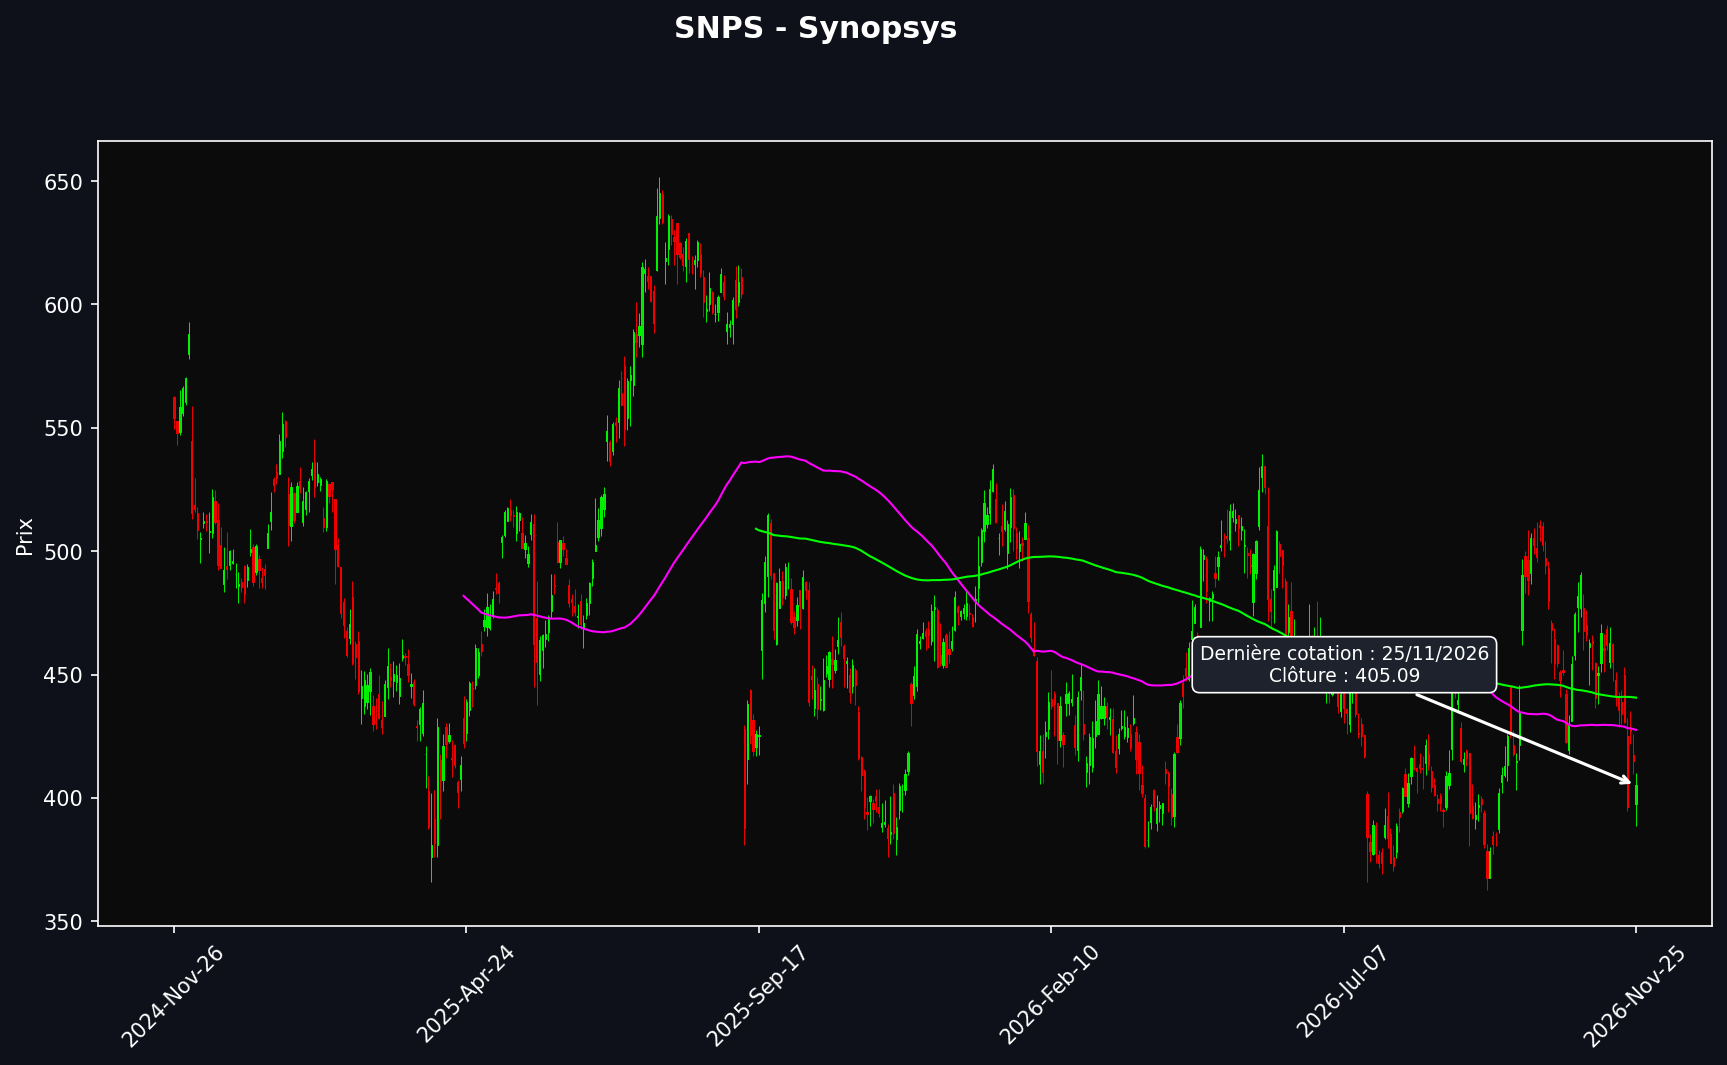 SNPS - Synopsys
Prix
650
600
550
500
450
400
350
Dernière cotation : 25/11/2026
Clôture : 405.09
2024-Nov-26
2025-Apr-24
2025-Sep-17
2026-Feb-10
2026-Jul-07
2026-Nov-25